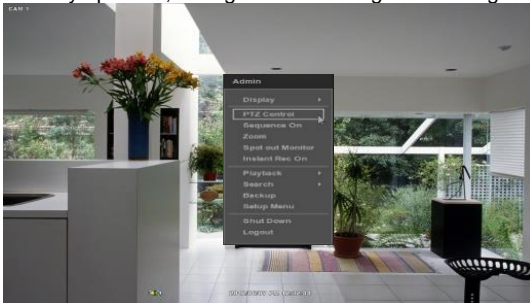 CAM 1
Admin
Display
PTZ Control
Sequence On
Zoom
Spot out Monitor
Instant Rec On
Playback
Search
Backup
Setup Menu
Shut Down
Logout